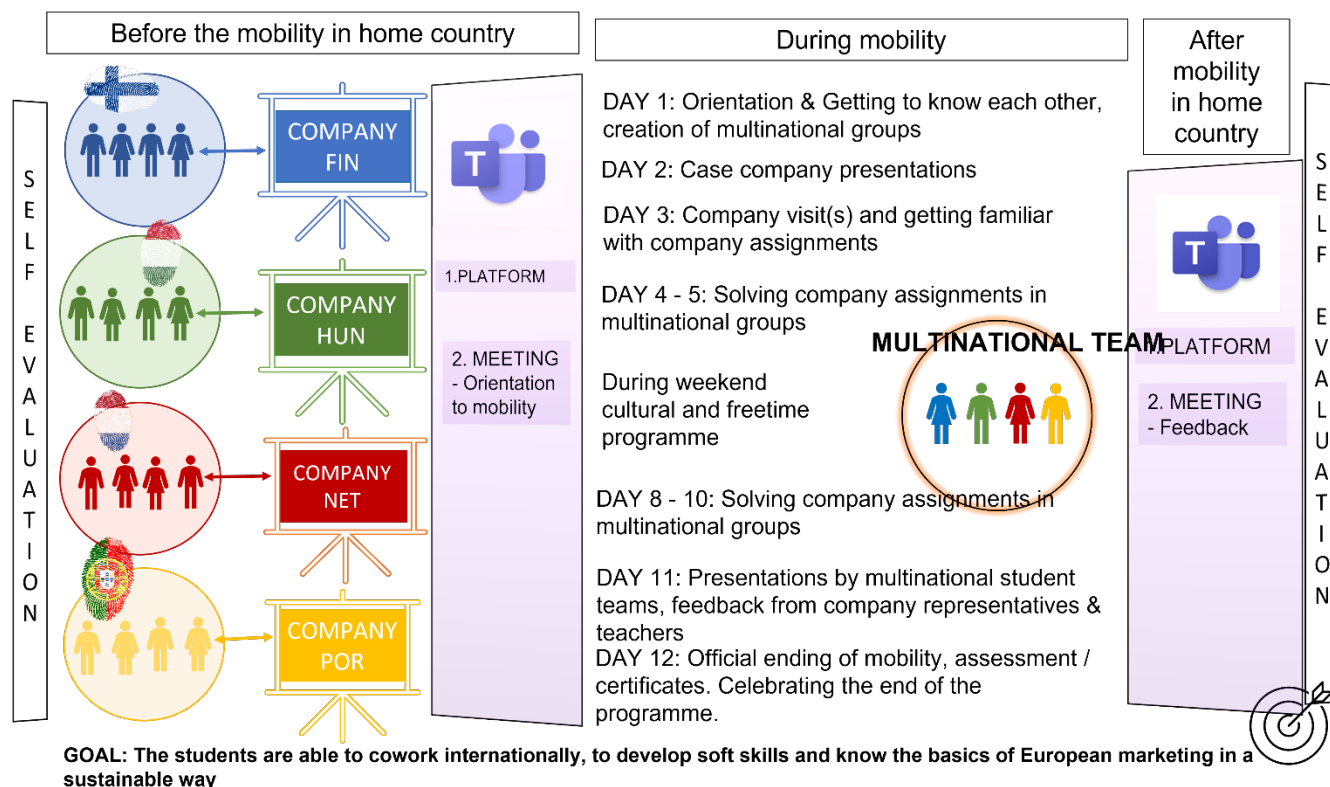 Before the mobility in home country
During mobility
After
mobility
in home
country
SELF EVALUATION
COMPANY
FIN
COMPANY
HUN
COMPANY
NET
COMPANY
POR
T
1.PLATFORM
2. MEETING
- Orientation
to mobility
DAY 1: Orientation & Getting to know each other,
creation of multinational groups
DAY 2: Case company presentations
DAY 3: Company visit(s) and getting familiar
with company assignments
DAY 4 - 5: Solving company assignments in
multinational groups
MULTINATIONAL TEAM
During weekend
cultural and freetime
programme
DAY 8 - 10: Solving company assignments in
multinational groups
DAY 11: Presentations by multinational student
teams, feedback from company representatives &
teachers
DAY 12: Official ending of mobility, assessment /
certificates. Celebrating the end of the
programme.
T
1.PLATFORM
2. MEETING
- Feedback
SELF EVALUATION
GOAL: The students are able to cowork internationally, to develop soft skills and know the basics of European marketing in a
sustainable way